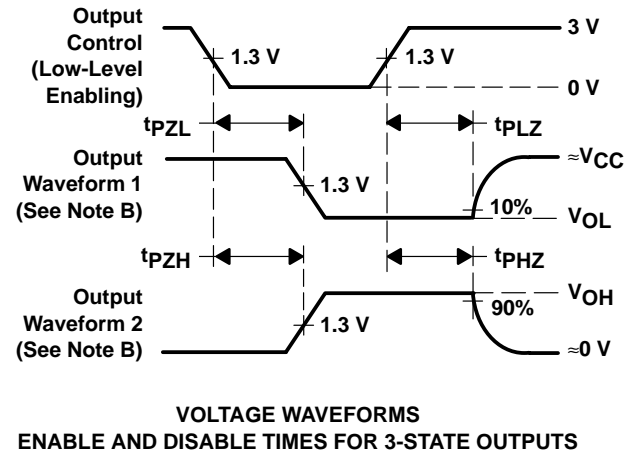 Output
Control
(Low-Level
Enabling)
1.3 V
1.3 V
3 V
0 V
tPZL
tPLZ
Output
Waveform 1
(See Note B)
1.3 V
10%
≈VCC
VOL
tPZH
tPHZ
Output
Waveform 2
(See Note B)
1.3 V
90%
VOH
≈0 V
VOLTAGE WAVEFORMS
ENABLE AND DISABLE TIMES FOR 3-STATE OUTPUTS